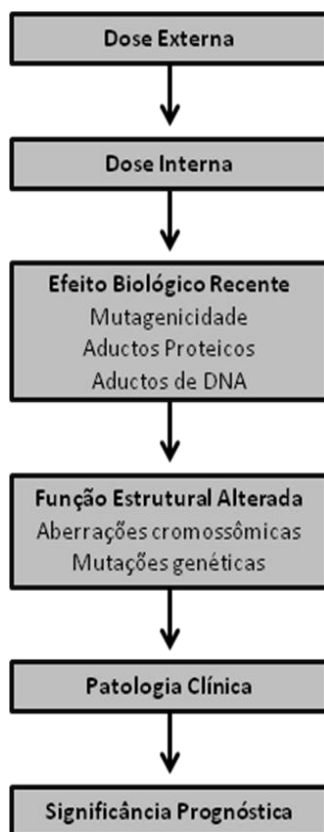 Dose Externa
Dose Interna
Efeito Biológico Recente
Mutagenicidade
Aductos Proteicos
Aductos de DNA
Função Estrutural Alterada
Aberrações cromossômicas
Mutações genéticas
Patologia Clínica
Significância Prognóstica